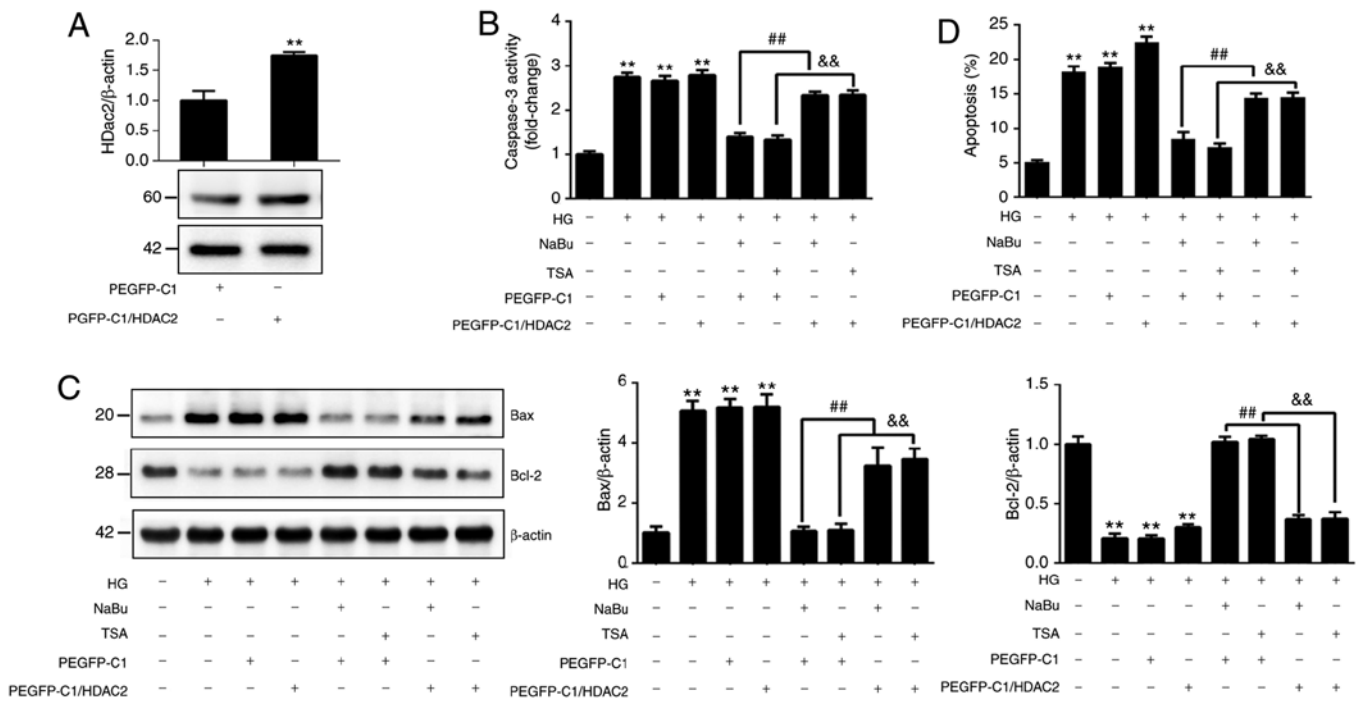 A
HDac2/β-actin
2.0
1.5
1.0
0.5
0.0
**
60
42
PEGFP-C1 + −
PGFP-C1/HDAC2 − +
B
Caspase-3 activity
(fold-change)
4
3
2
1
0
** ** **
##
&&
HG − + + + + + + +
NaBu − − − − + − + −
TSA − − − − − + − +
PEGFP-C1 − − + − + + − −
PEGFP-C1/HDAC2 − − − + − − + +
D
Apoptosis (%)
25
20
15
10
5
0
** ** **
##
&&
HG − + + + + + + +
NaBu − − − − + − + −
TSA − − − − − + − +
PEGFP-C1 − − + − + + − −
PEGFP-C1/HDAC2 − − − + − − + +
C
20 Bax
28 Bcl-2
42 β-actin
HG − + + + + + + +
NaBu − − − − + − + −
TSA − − − − − + − +
PEGFP-C1 − − + − + + − −
PEGFP-C1/HDAC2 − − − + − − + +
Bax/β-actin
6
4
2
0
** ** **
##
&&
HG − + + + + + + +
NaBu − − − − + − + −
TSA − − − − − + − +
PEGFP-C1 − − + − + + − −
PEGFP-C1/HDAC2 − − − + − − + +
Bcl-2/β-actin
1.5
1.0
0.5
0.0
** ** **
##
&&
HG − + + + + + + +
NaBu − − − − + − + −
TSA − − − − − + − +
PEGFP-C1 − − + − + + − −
PEGFP-C1/HDAC2 − − − + − − + +